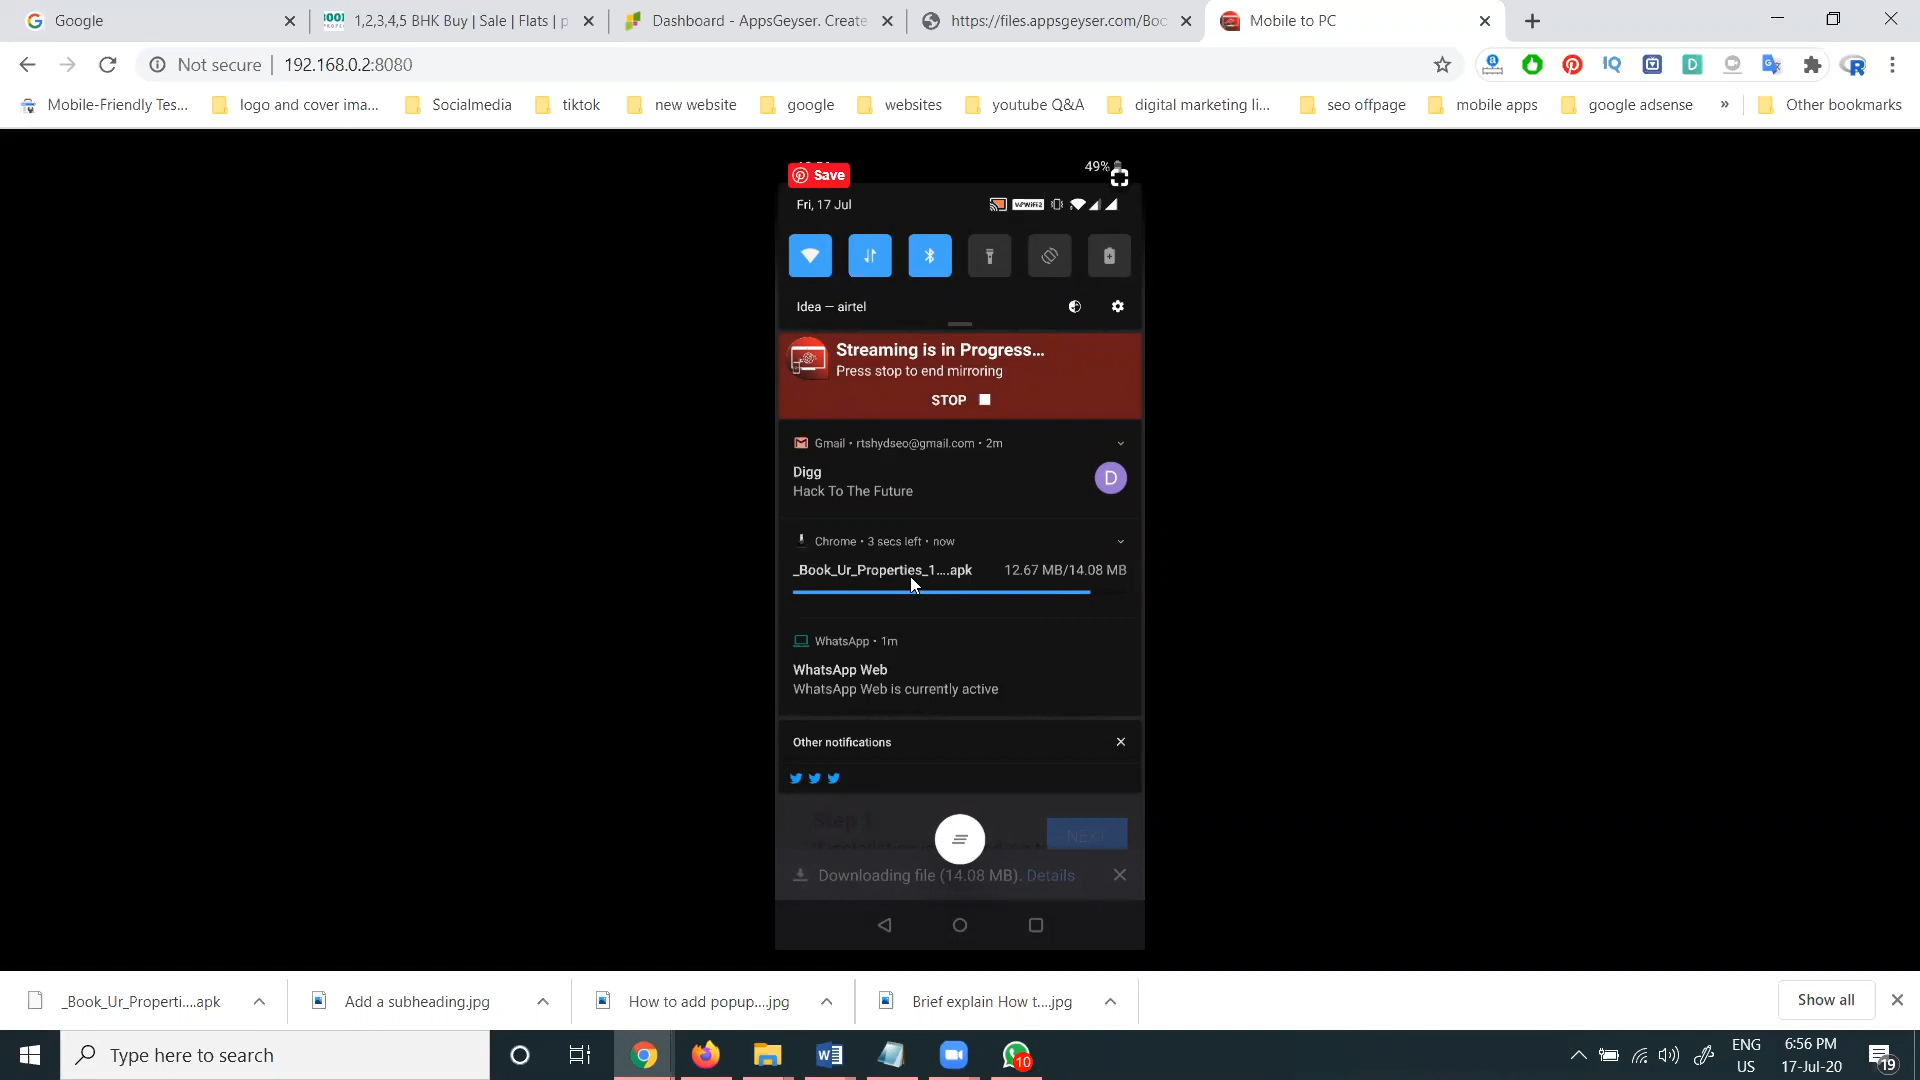 Google
1,2,3,4,5 BHK Buy | Sale | Flats | p
Dashboard - AppsGeyser. Create
https://files.appsgeyser.com/Boo
Mobile to PC
Not secure | 192.168.0.2:8080
Mobile-Friendly Tes...
logo and cover ima...
Socialmedia
tiktok
new website
google
websites
youtube Q&A
digital marketing li...
seo offpage
mobile apps
google adsense
»
Other bookmarks
49%
Save
Fri, 17 Jul
VoWiFi2
Idea — airtel
Streaming is in Progress...
Press stop to end mirroring
STOP
Gmail • rtshydseo@gmail.com • 2m
Digg
Hack To The Future
D
Chrome • 3 secs left • now
_Book_Ur_Properties_1....apk 12.67 MB/14.08 MB
WhatsApp • 1m
WhatsApp Web
WhatsApp Web is currently active
Other notifications
Step 1
NEXT
Downloading file (14.08 MB). Details
_Book_Ur_Properti....apk
Add a subheading.jpg
How to add popup....jpg
Brief explain How t....jpg
Show all
Type here to search
10
ENG
US
6:56 PM
17-Jul-20
19